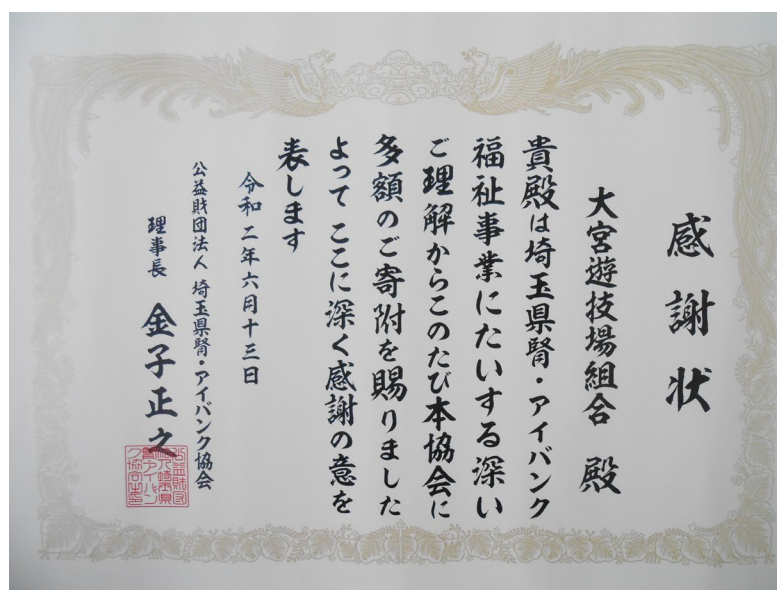 感謝状
大宮遊技場組合 殿
貴殿は埼玉県腎・アイバンク
福祉事業にたいする深い
ご理解からこのたび本協会に
多額のご寄附を賜りました
よって ここに深く感謝の意を
表します
令和二年六月十三日
公益財団法人 埼玉県腎・アイバンク協会
理事長 金子正之